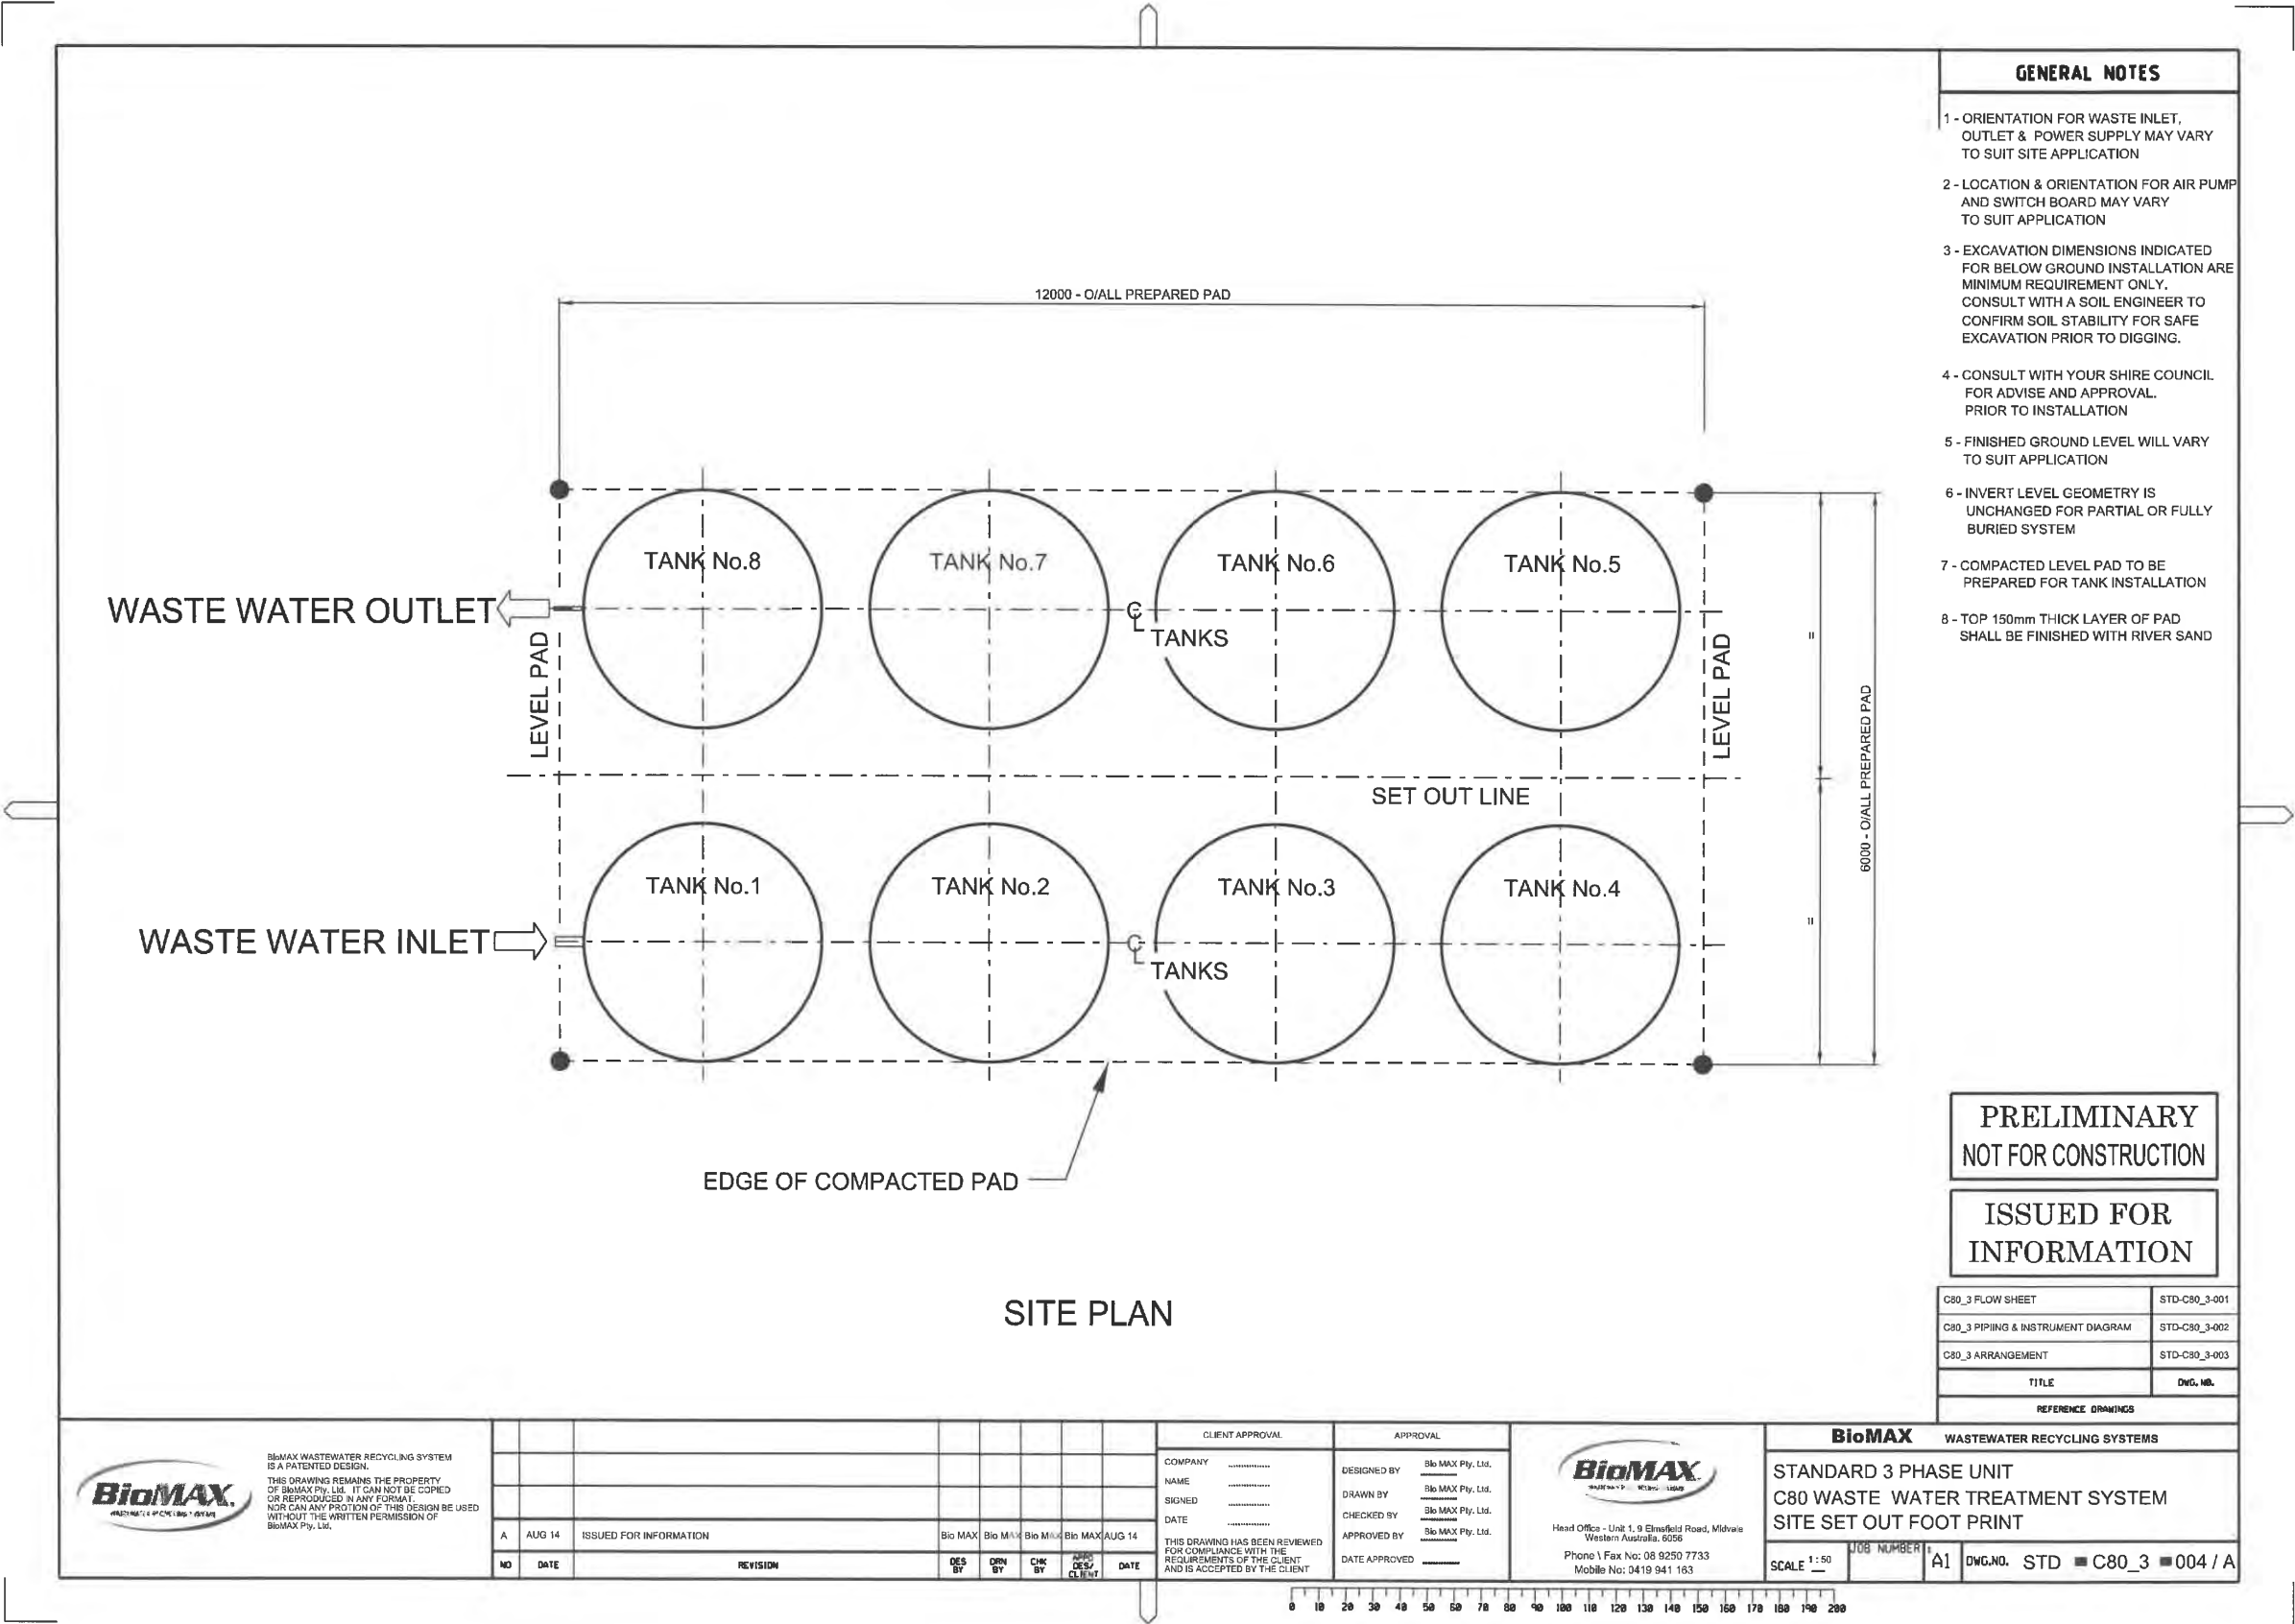 GENERAL NOTES
1 - ORIENTATION FOR WASTE INLET,
OUTLET & POWER SUPPLY MAY VARY
TO SUIT SITE APPLICATION
2 - LOCATION & ORIENTATION FOR AIR PUMP
AND SWITCH BOARD MAY VARY
TO SUIT APPLICATION
3 - EXCAVATION DIMENSIONS INDICATED
FOR BELOW GROUND INSTALLATION ARE
MINIMUM REQUIREMENT ONLY.
CONSULT WITH A SOIL ENGINEER TO
CONFIRM SOIL STABILITY FOR SAFE
EXCAVATION PRIOR TO DIGGING.
4 - CONSULT WITH YOUR SHIRE COUNCIL
FOR ADVISE AND APPROVAL.
PRIOR TO INSTALLATION
5 - FINISHED GROUND LEVEL WILL VARY
TO SUIT APPLICATION
6 - INVERT LEVEL GEOMETRY IS
UNCHANGED FOR PARTIAL OR FULLY
BURIED SYSTEM
7 - COMPACTED LEVEL PAD TO BE
PREPARED FOR TANK INSTALLATION
8 - TOP 150mm THICK LAYER OF PAD
SHALL BE FINISHED WITH RIVER SAND
12000 - O/ALL PREPARED PAD
TANK No.8
TANK No.7
TANK No.6
TANK No.5
WASTE WATER OUTLET
℄
TANKS
LEVEL PAD
LEVEL PAD
=
6000 - O/ALL PREPARED PAD
SET OUT LINE
TANK No.1
TANK No.2
TANK No.3
TANK No.4
=
WASTE WATER INLET
℄
TANKS
EDGE OF COMPACTED PAD
SITE PLAN
PRELIMINARY
NOT FOR CONSTRUCTION
ISSUED FOR
INFORMATION
C80_3 FLOW SHEET STD-C80_3-001
C80_3 PIPIING & INSTRUMENT DIAGRAM STD-C80_3-002
C80_3 ARRANGEMENT STD-C80_3-003
TITLE DWG. NO.
REFERENCE DRAWINGS
BioMAX
BioMAX WASTEWATER RECYCLING SYSTEM
IS A PATENTED DESIGN.
THIS DRAWING REMAINS THE PROPERTY
OF BioMAX Pty. Ltd. IT CAN NOT BE COPIED
OR REPRODUCED IN ANY FORMAT.
NOR CAN ANY PROTION OF THIS DESIGN BE USED
WITHOUT THE WRITTEN PERMISSION OF
BioMAX Pty. Ltd.
A AUG 14 ISSUED FOR INFORMATION Bio MAX Bio MAX Bio MAX Bio MAX AUG 14
NO DATE REVISION DES BY DRN BY CHK BY APPD DES/ CLIENT DATE
CLIENT APPROVAL
COMPANY ..............
NAME ..............
SIGNED ..............
DATE ..............
THIS DRAWING HAS BEEN REVIEWED
FOR COMPLIANCE WITH THE
REQUIREMENTS OF THE CLIENT
AND IS ACCEPTED BY THE CLIENT
APPROVAL
DESIGNED BY Bio MAX Pty. Ltd.
DRAWN BY Bio MAX Pty. Ltd.
CHECKED BY Bio MAX Pty. Ltd.
APPROVED BY Bio MAX Pty. Ltd.
DATE APPROVED
BioMAX
Head Office - Unit 1, 9 Elmsfield Road, Midvale
Western Australia. 6056
Phone \ Fax No: 08 9250 7733
Mobile No: 0419 941 163
BioMAX WASTEWATER RECYCLING SYSTEMS
STANDARD 3 PHASE UNIT
C80 WASTE WATER TREATMENT SYSTEM
SITE SET OUT FOOT PRINT
SCALE 1:50 JOB NUMBER : A1 DWG.NO. STD - C80_3 - 004 / A
0 10 20 30 40 50 60 70 80 90 100 110 120 130 140 150 160 170 180 190 200